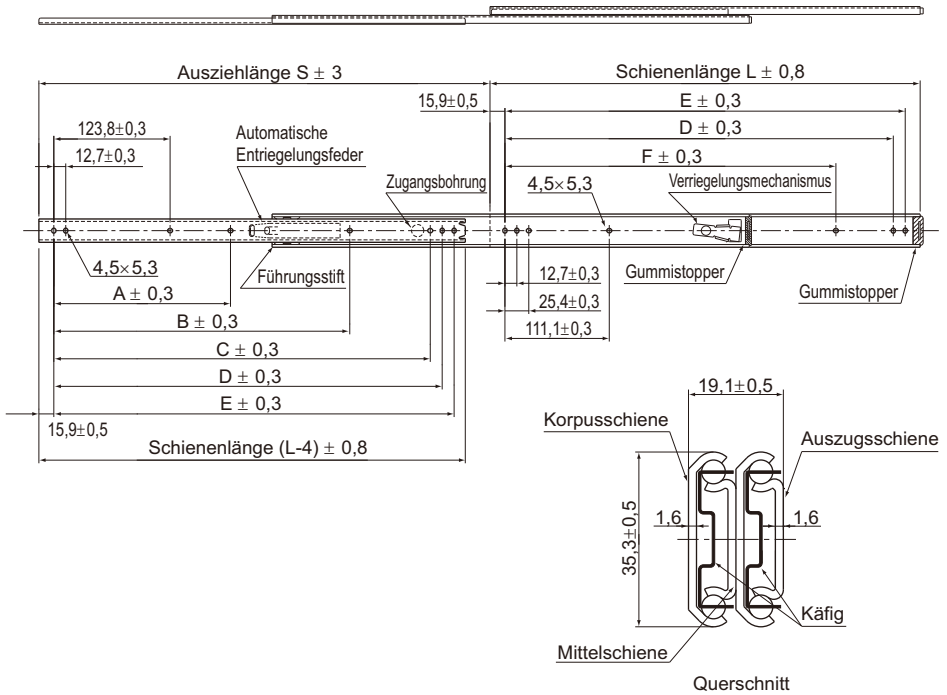 Ausziehlänge S ± 3
Schienenlänge L ± 0,8
15,9±0,5
E ± 0,3
123,8±0,3
D ± 0,3
12,7±0,3
Automatische
Entriegelungsfeder
F ± 0,3
Zugangsbohrung
4,5×5,3
Verriegelungsmechanismus
4,5×5,3
Führungsstift
12,7±0,3
Gummistopper
Gummistopper
A ± 0,3
25,4±0,3
B ± 0,3
111,1±0,3
C ± 0,3
D ± 0,3
E ± 0,3
15,9±0,5
Schienenlänge (L-4) ± 0,8
19,1±0,5
Korpusschiene
Auszugsschiene
35,3±0,5
1,6
1,6
Käfig
Mittelschiene
Querschnitt